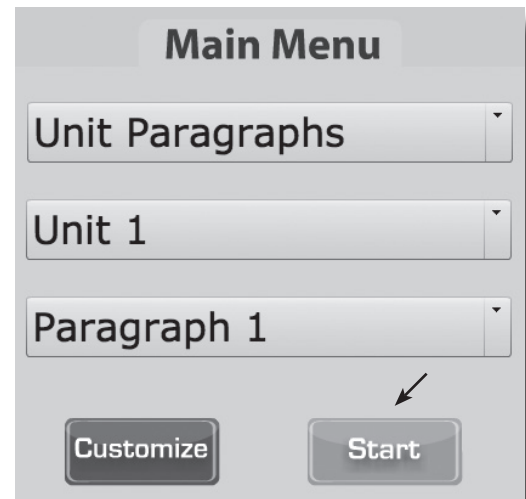 Main Menu
Unit Paragraphs
Unit 1
Paragraph 1
Customize Start